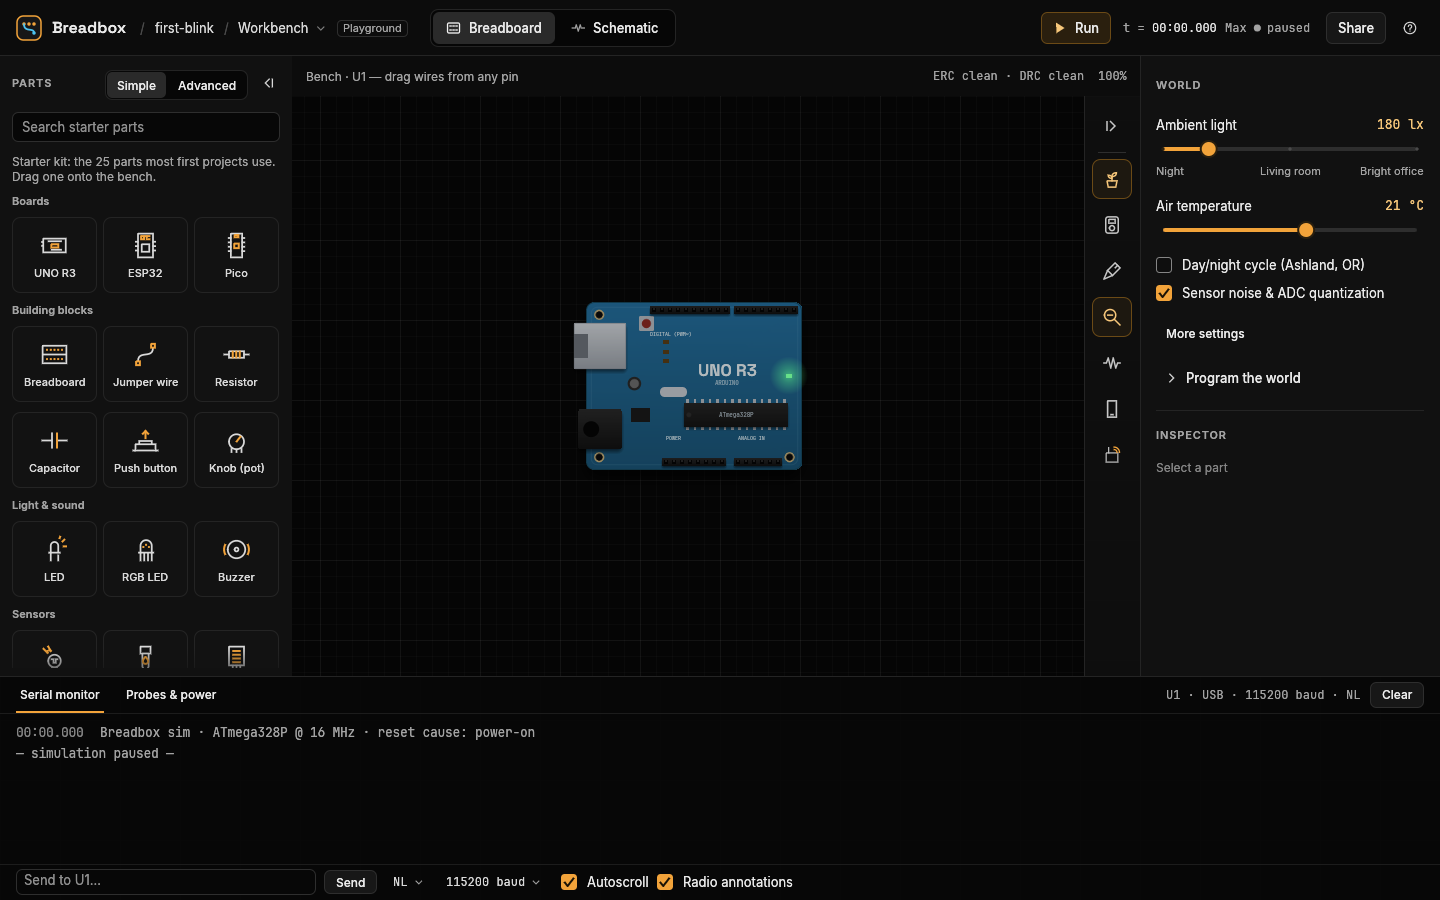 Breadbox / first-blink / Workbench Playground
Breadboard Schematic
Run t = 00:00.000 Max paused Share
PARTS Simple Advanced
Search starter parts
Starter kit: the 25 parts most first projects use.
Drag one onto the bench.
Boards
UNO R3 ESP32 Pico
Building blocks
Breadboard Jumper wire Resistor
Capacitor Push button Knob (pot)
Light & sound
LED RGB LED Buzzer
Sensors
Bench · U1 — drag wires from any pin
ERC clean · DRC clean 100%
DIGITAL (PWM~)
UNO R3
ARDUINO
ATmega328P
POWER ANALOG IN
WORLD
Ambient light 180 lx
Night Living room Bright office
Air temperature 21 °C
Day/night cycle (Ashland, OR)
Sensor noise & ADC quantization
More settings
Program the world
INSPECTOR
Select a part
Serial monitor Probes & power
U1 · USB · 115200 baud · NL Clear
00:00.000 Breadbox sim · ATmega328P @ 16 MHz · reset cause: power-on
— simulation paused —
Send to U1... Send NL 115200 baud Autoscroll Radio annotations